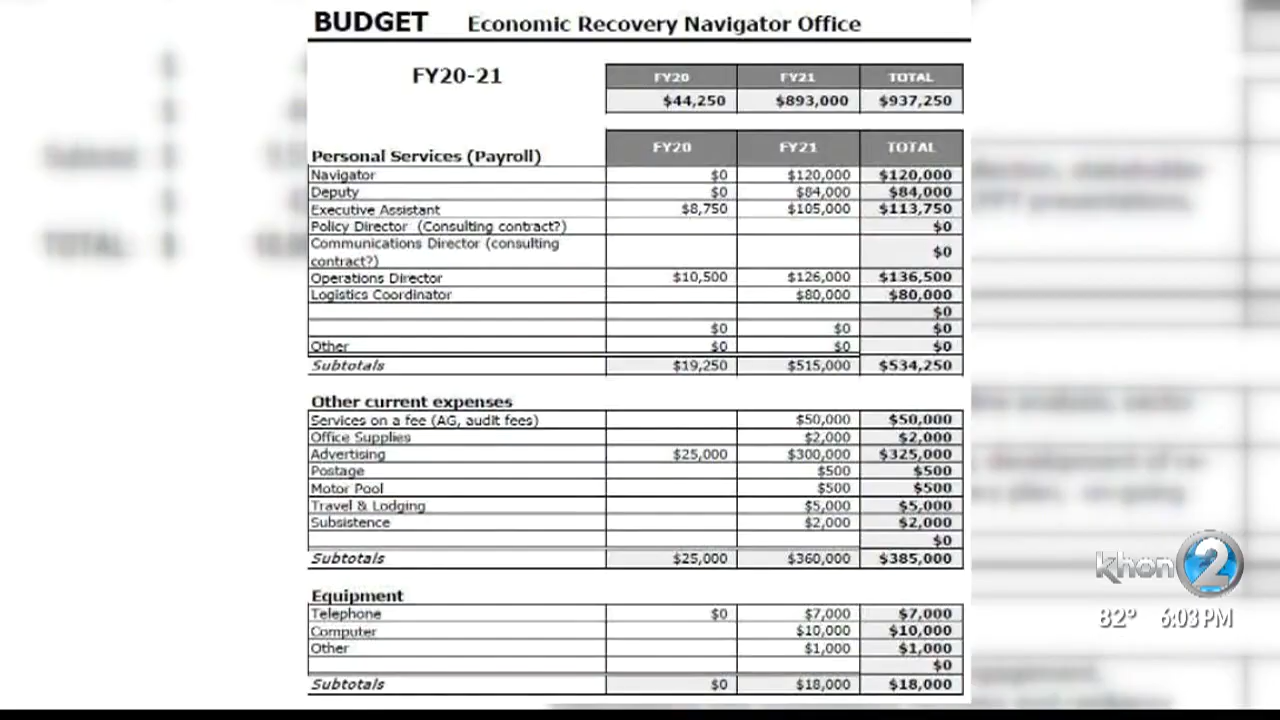 BUDGET Economic Recovery Navigator Office
FY20-21 FY20 FY21 TOTAL
$44,250 $893,000 $937,250
Personal Services (Payroll) FY20 FY21 TOTAL
Navigator $0 $120,000 $120,000
Deputy $0 $84,000 $84,000
Executive Assistant $8,750 $105,000 $113,750
Policy Director (Consulting contract?) $0
Communications Director (consulting
contract?) $0
Operations Director $10,500 $126,000 $136,500
Logistics Coordinator $80,000 $80,000
$0
$0 $0 $0
Other $0 $0 $0
Subtotals $19,250 $515,000 $534,250
Other current expenses
Services on a fee (AG, audit fees) $50,000 $50,000
Office Supplies $2,000 $2,000
Advertising $25,000 $300,000 $325,000
Postage $500 $500
Motor Pool $500 $500
Travel & Lodging $5,000 $5,000
Subsistence $2,000 $2,000
$0
Subtotals $25,000 $360,000 $385,000
Equipment
Telephone $0 $7,000 $7,000
Computer $10,000 $10,000
Other $1,000 $1,000
$0
Subtotals $0 $18,000 $18,000
khon 2
82° 6:03 PM